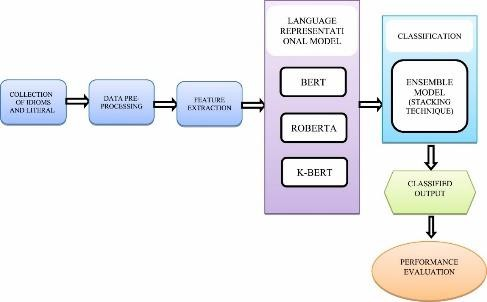 COLLECTION
OF IDIOMS
AND LITERAL
DATA PRE-
PROCESSING
FEATURE
EXTRACTION
LANGUAGE
REPRESENTATI
ONAL MODEL
BERT
ROBERTA
K-BERT
CLASSIFICATION
ENSEMBLE
MODEL
(STACKING
TECHNIQUE)
CLASSIFIED
OUTPUT
PERFORMANCE
EVALUATION